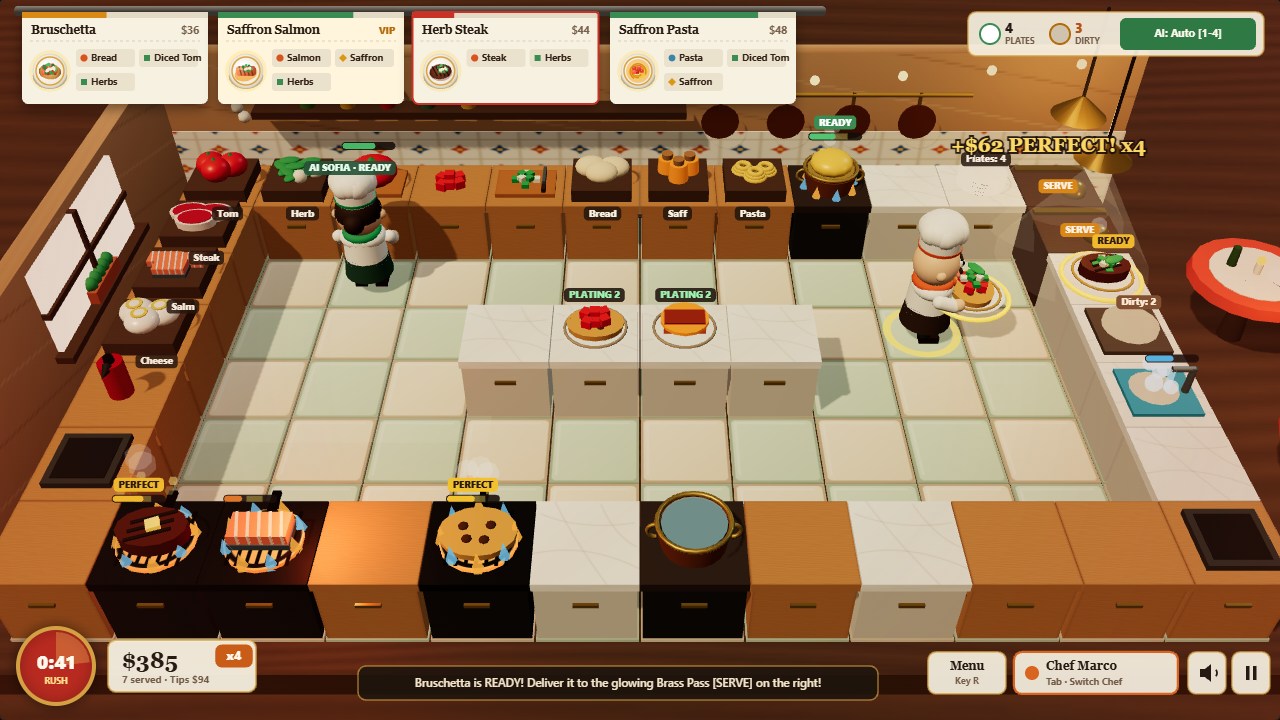 Bruschetta $36
Bread Diced Tom
Herbs
Saffron Salmon VIP
Salmon Saffron
Herbs
Herb Steak $44
Steak Herbs
Saffron Pasta $48
Pasta Diced Tom
Saffron
4 PLATES
3 DIRTY
AI: Auto [1-4]
READY
+$62 PERFECT! x4
Plates: 4
AI SOFIA · READY
SERVE
Tom
Herb
Bread
Saff
Pasta
SERVE
READY
Steak
Salm
Cheese
PLATING 2
PLATING 2
Dirty: 2
PERFECT
PERFECT
0:41
RUSH
$385 x4
7 served · Tips $94
Bruschetta is READY! Deliver it to the glowing Brass Pass [SERVE] on the right!
Menu
Key R
Chef Marco
Tab · Switch Chef